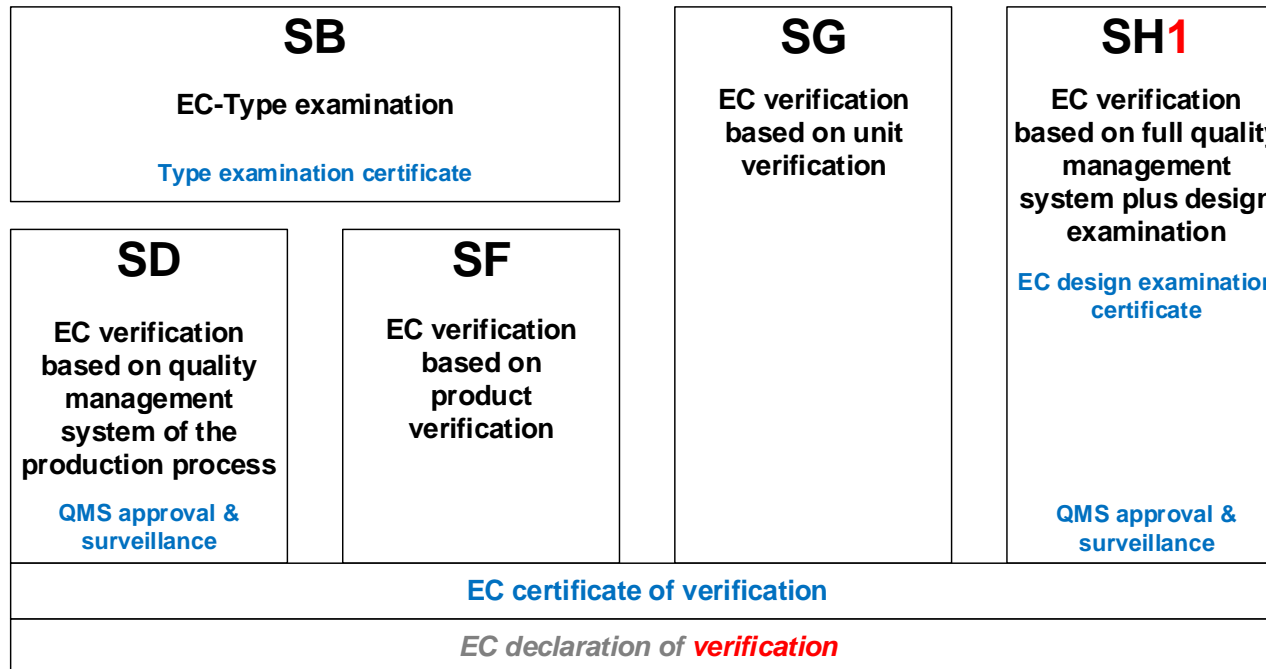 SB
EC-Type examination
Type examination certificate
SD
EC verification
based on quality
management
system of the
production process
QMS approval &
surveillance
SF
EC verification
based on
product
verification
SG
EC verification
based on unit
verification
SH1
EC verification
based on full quality
management
system plus design
examination
EC design examination
certificate
QMS approval &
surveillance
EC certificate of verification
EC declaration of verification